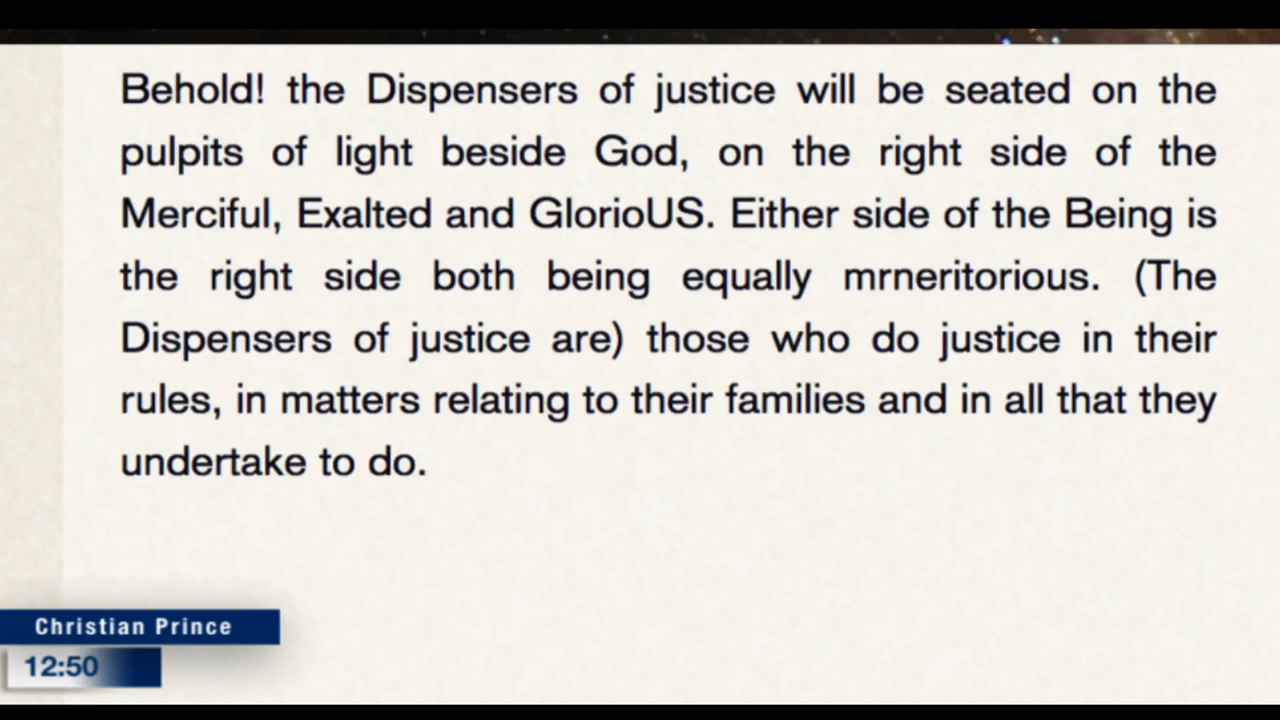 Behold! the Dispensers of justice will be seated on the
pulpits of light beside God, on the right side of the
Merciful, Exalted and GlorioUS. Either side of the Being is
the right side both being equally mrneritorious. (The
Dispensers of justice are) those who do justice in their
rules, in matters relating to their families and in all that they
undertake to do.
Christian Prince
12:50